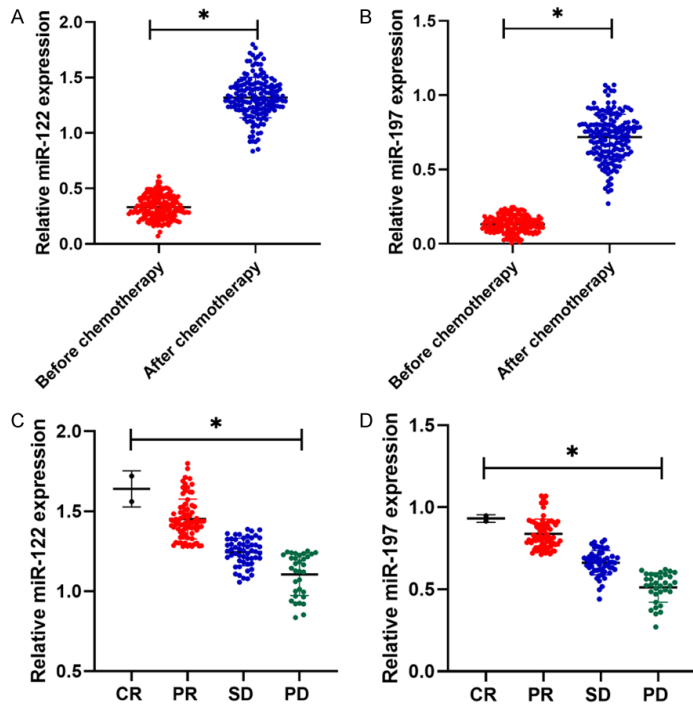 A
Relative miR-122 expression
2.0
1.5
1.0
0.5
0.0
*
Before chemotherapy
After chemotherapy
B
Relative miR-197 expression
1.5
1.0
0.5
0.0
*
Before chemotherapy
After chemotherapy
C
Relative miR-122 expression
2.0
1.5
1.0
0.5
*
CR PR SD PD
D
Relative miR-197 expression
1.5
1.0
0.5
0.0
*
CR PR SD PD